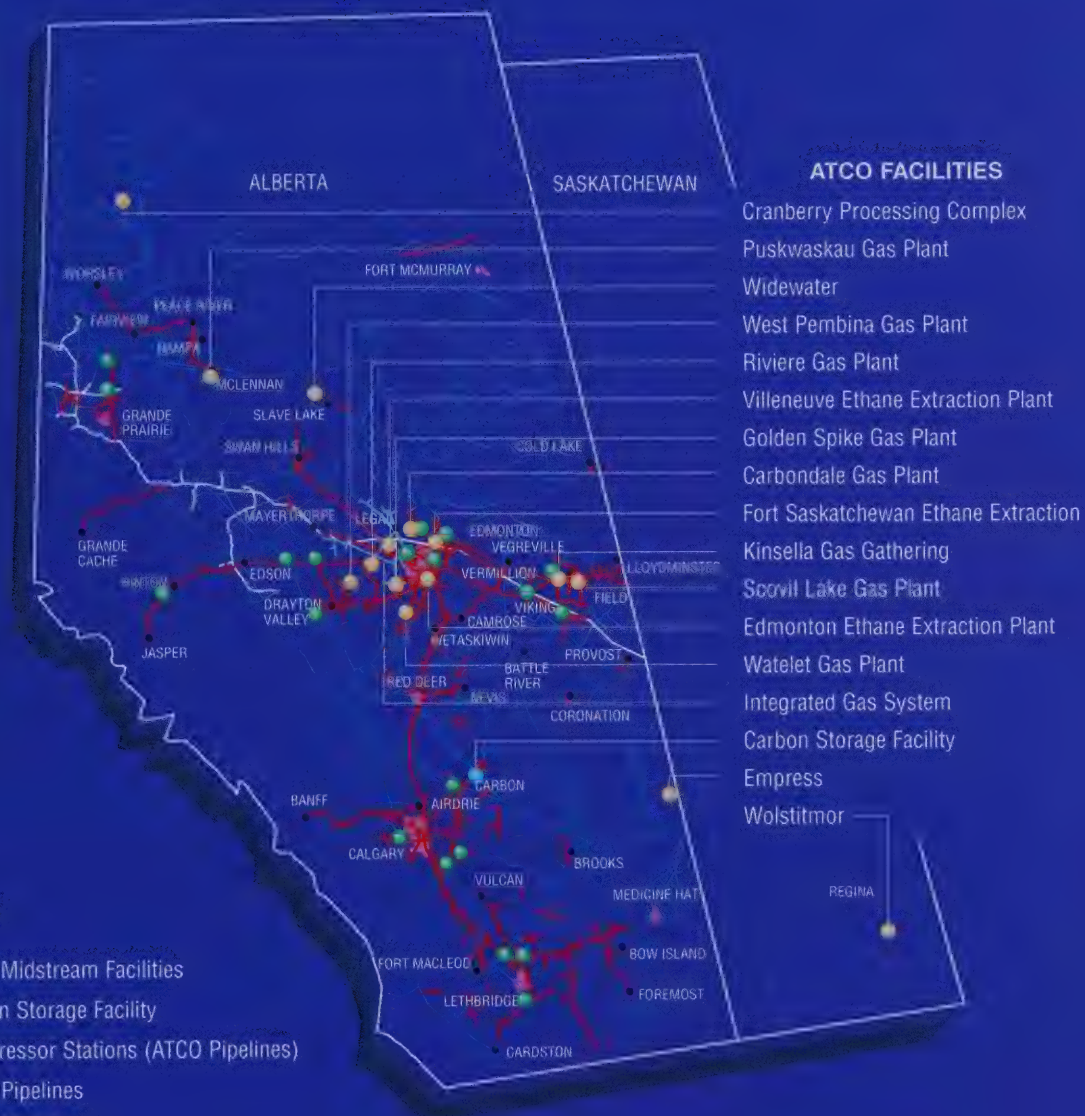 ALBERTA
SASKATCHEWAN
ATCO FACILITIES
Cranberry Processing Complex
Puskwaskau Gas Plant
Widewater
West Pembina Gas Plant
Riviere Gas Plant
Villeneuve Ethane Extraction Plant
Golden Spike Gas Plant
Carbondale Gas Plant
Fort Saskatchewan Ethane Extraction
Kinsella Gas Gathering
Scovil Lake Gas Plant
Edmonton Ethane Extraction Plant
Watelet Gas Plant
Integrated Gas System
Carbon Storage Facility
Empress
Wolstitmor
WORSLEY
FORT MCMURRAY
FAIRVIEW
PEACE RIVER
NAMPA
MCLENNAN
SLAVE LAKE
GRANDE
PRAIRIE
SWAN HILLS
COLD LAKE
MAYERTHORPE
LEGAL
EDMONTON
VEGREVILLE
GRANDE
CACHE
HINTON
EDSON
VERMILLION
LLOYDMINSTER
DRAYTON
VALLEY
VIKING
FIELD
CAMROSE
WETASKIWIN
JASPER
BATTLE
RIVER
PROVOST
RED DEER
NEVIS
CORONATION
CARBON
BANFF
AIRDRIE
CALGARY
BROOKS
VULCAN
MEDICINE HAT
REGINA
FORT MACLEOD
BOW ISLAND
LETHBRIDGE
FOREMOST
CARDSTON
Midstream Facilities
n Storage Facility
ressor Stations (ATCO Pipelines)
Pipelines